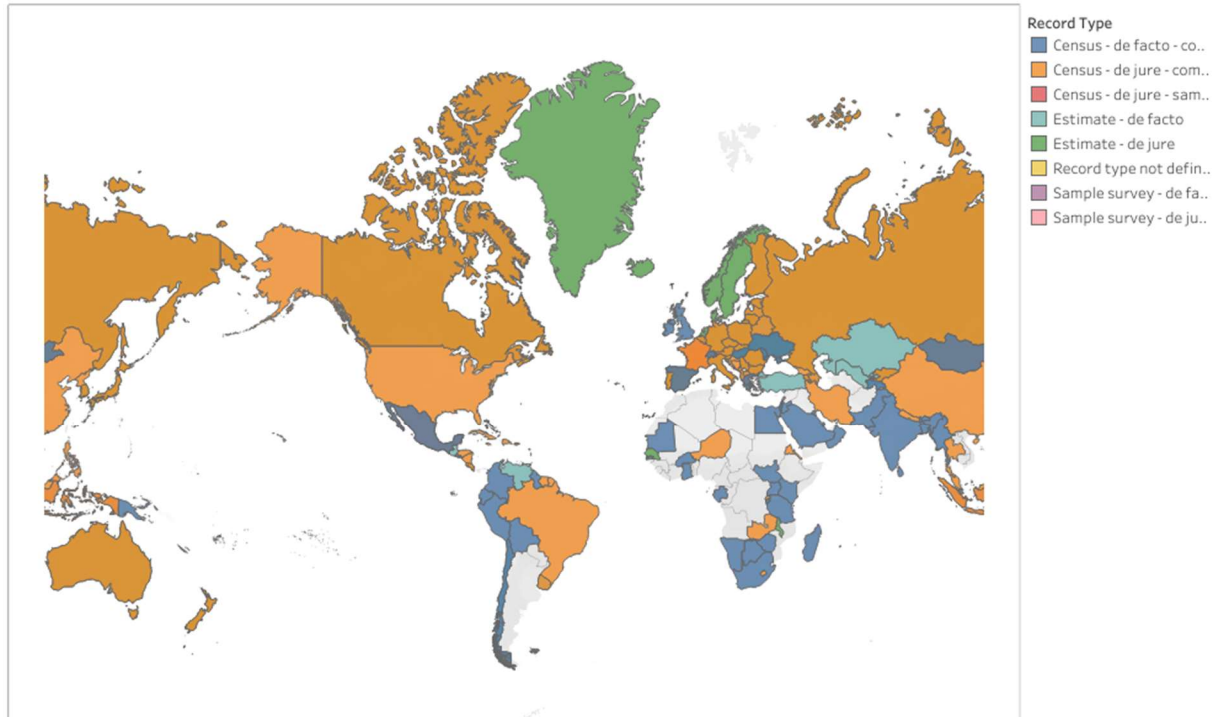 Record Type
Census - de facto - co..
Census - de jure - com..
Census - de jure - sam..
Estimate - de facto
Estimate - de jure
Record type not defin..
Sample survey - de fa..
Sample survey - de ju..